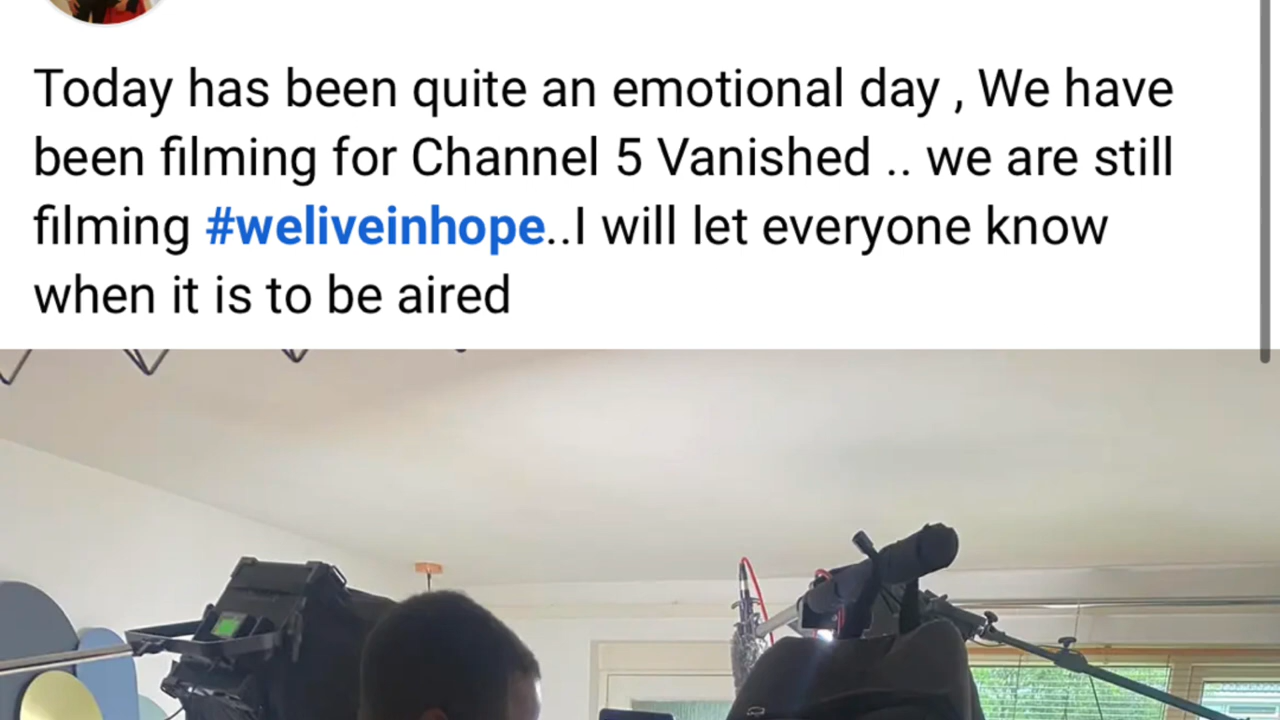 Today has been quite an emotional day , We have
been filming for Channel 5 Vanished .. we are still
filming #weliveinhope..I will let everyone know
when it is to be aired